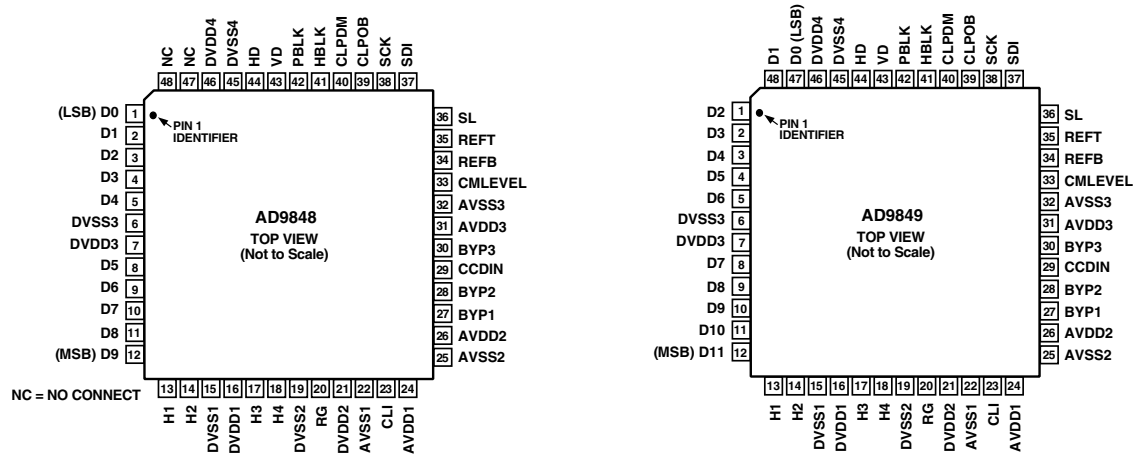 NC
NC
DVDD4
DVSS4
HD
VD
PBLK
HBLK
CLPDM
CLPOB
SCK
SDI
48 47 46 45 44 43 42 41 40 39 38 37
(LSB) D0 1
D1 2
D2 3
D3 4
D4 5
DVSS3 6
DVDD3 7
D5 8
D6 9
D7 10
D8 11
(MSB) D9 12
PIN 1
IDENTIFIER
AD9848
TOP VIEW
(Not to Scale)
36 SL
35 REFT
34 REFB
33 CMLEVEL
32 AVSS3
31 AVDD3
30 BYP3
29 CCDIN
28 BYP2
27 BYP1
26 AVDD2
25 AVSS2
13 14 15 16 17 18 19 20 21 22 23 24
H1
H2
DVSS1
DVDD1
H3
H4
DVSS2
RG
DVDD2
AVSS1
CLI
AVDD1
NC = NO CONNECT
D1
D0 (LSB)
DVDD4
DVSS4
HD
VD
PBLK
HBLK
CLPDM
CLPOB
SCK
SDI
48 47 46 45 44 43 42 41 40 39 38 37
D2 1
D3 2
D4 3
D5 4
D6 5
DVSS3 6
DVDD3 7
D7 8
D8 9
D9 10
D10 11
(MSB) D11 12
PIN 1
IDENTIFIER
AD9849
TOP VIEW
(Not to Scale)
36 SL
35 REFT
34 REFB
33 CMLEVEL
32 AVSS3
31 AVDD3
30 BYP3
29 CCDIN
28 BYP2
27 BYP1
26 AVDD2
25 AVSS2
13 14 15 16 17 18 19 20 21 22 23 24
H1
H2
DVSS1
DVDD1
H3
H4
DVSS2
RG
DVDD2
AVSS1
CLI
AVDD1